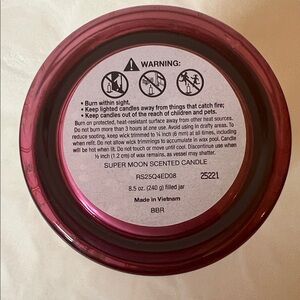 WARNING:
• Burn within sight.
• Keep lighted candles away from things that catch fire;
• Keep candles out of the reach of children and pets.
Burn on protected, heat-resistant surface away from other heat sources.
Do not burn more than 3 hours at one use. Avoid using in drafty areas. To
reduce sooting, keep wick trimmed to ¼ inch (6 mm) at all times, including
before relighting. Do not allow wick trimmings to accumulate in wax pool. Candle
will be hot when lit. Do not touch or move until cool. Discontinue use when
½ inch (1.2 cm) of wax remains, as vessel may shatter.
SUPER MOON SCENTED CANDLE
RS25Q4ED08
25221
8.5 oz. (240 g) filled jar
Made in Vietnam
BBR